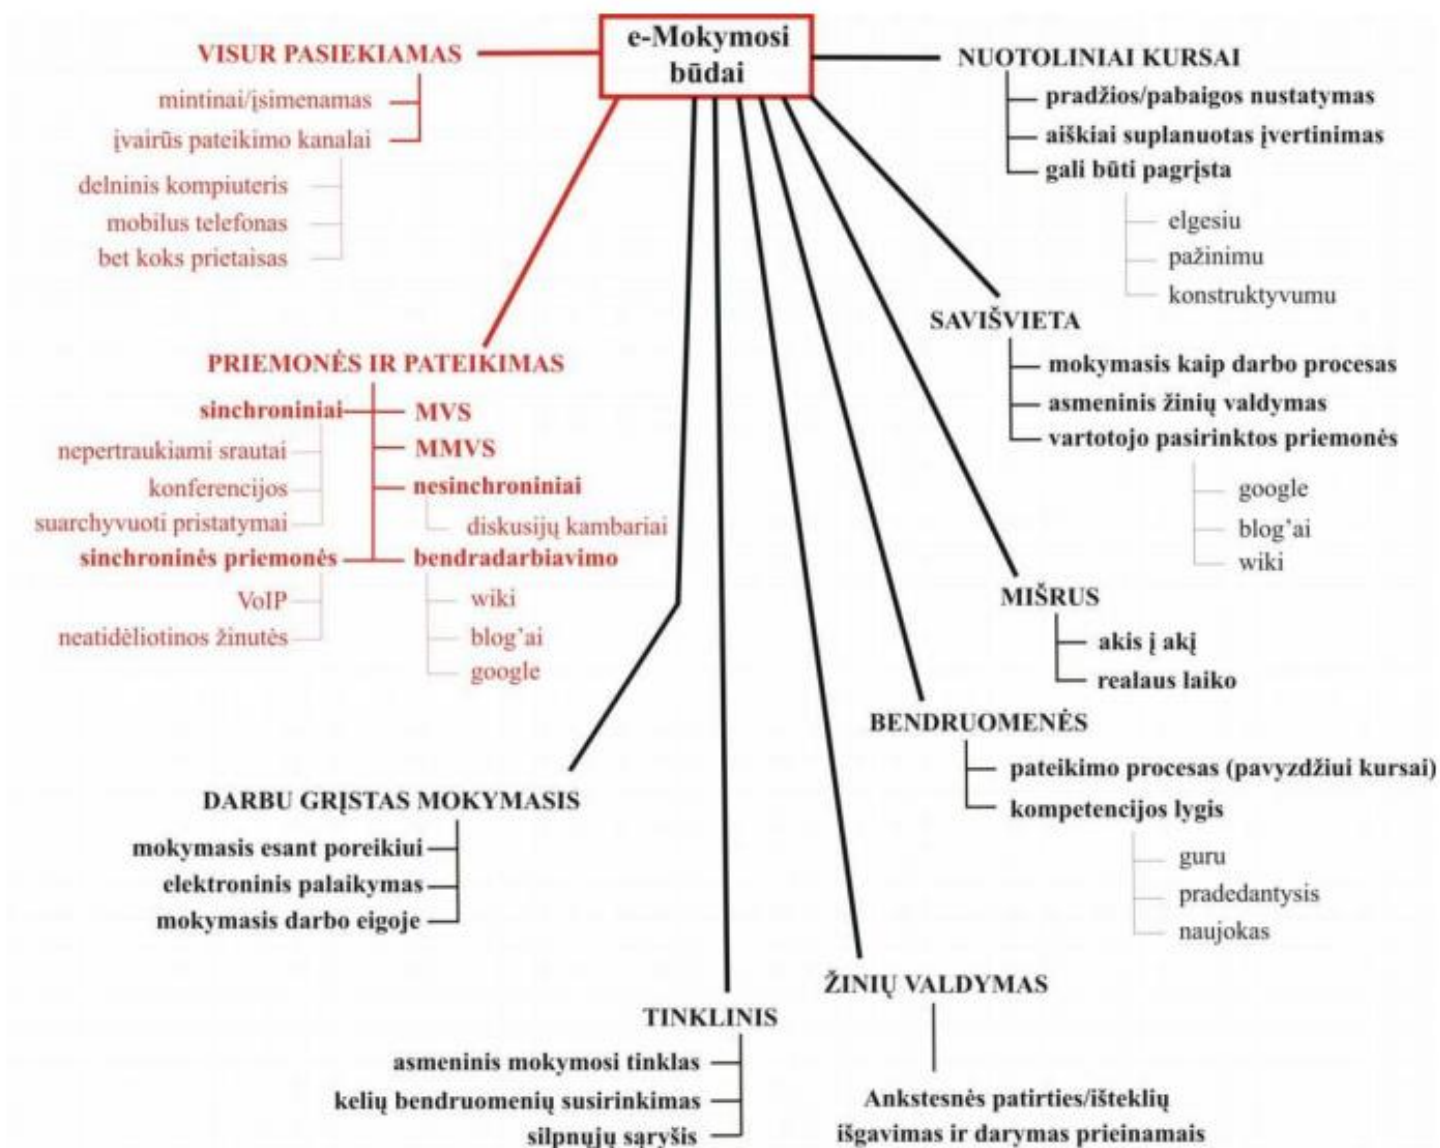 e-Mokymosi
būdai
VISUR PASIEKIAMAS
mintinai/įsimenamas
įvairūs pateikimo kanalai
delninis kompiuteris
mobilus telefonas
bet koks prietaisas
PRIEMONĖS IR PATEIKIMAS
sinchroniniai
nepertraukiami srautai
konferencijos
suarchyvuoti pristatymai
sinchroninės priemonės
VoIP
neatidėliotinos žinutės
MVS
MMVS
nesinchroniniai
diskusijų kambariai
bendradarbiavimo
wiki
blog’ai
google
DARBU GRĮSTAS MOKYMASIS
mokymasis esant poreikiui
elektroninis palaikymas
mokymasis darbo eigoje
TINKLINIS
asmeninis mokymosi tinklas
kelių bendruomenių susirinkimas
silpnųjų sąryšis
ŽINIŲ VALDYMAS
Ankstesnės patirties/išteklių
išgavimas ir darymas prieinamais
BENDRUOMENĖS
pateikimo procesas (pavyzdžiui kursai)
kompetencijos lygis
guru
pradedantysis
naujokas
MIŠRUS
akis į akį
realaus laiko
SAVIŠVIETA
mokymasis kaip darbo procesas
asmeninis žinių valdymas
vartotojo pasirinktos priemonės
google
blog’ai
wiki
NUOTOLINIAI KURSAI
pradžios/pabaigos nustatymas
aiškiai suplanuotas įvertinimas
gali būti pagrįsta
elgesiu
pažinimu
konstruktyvumu